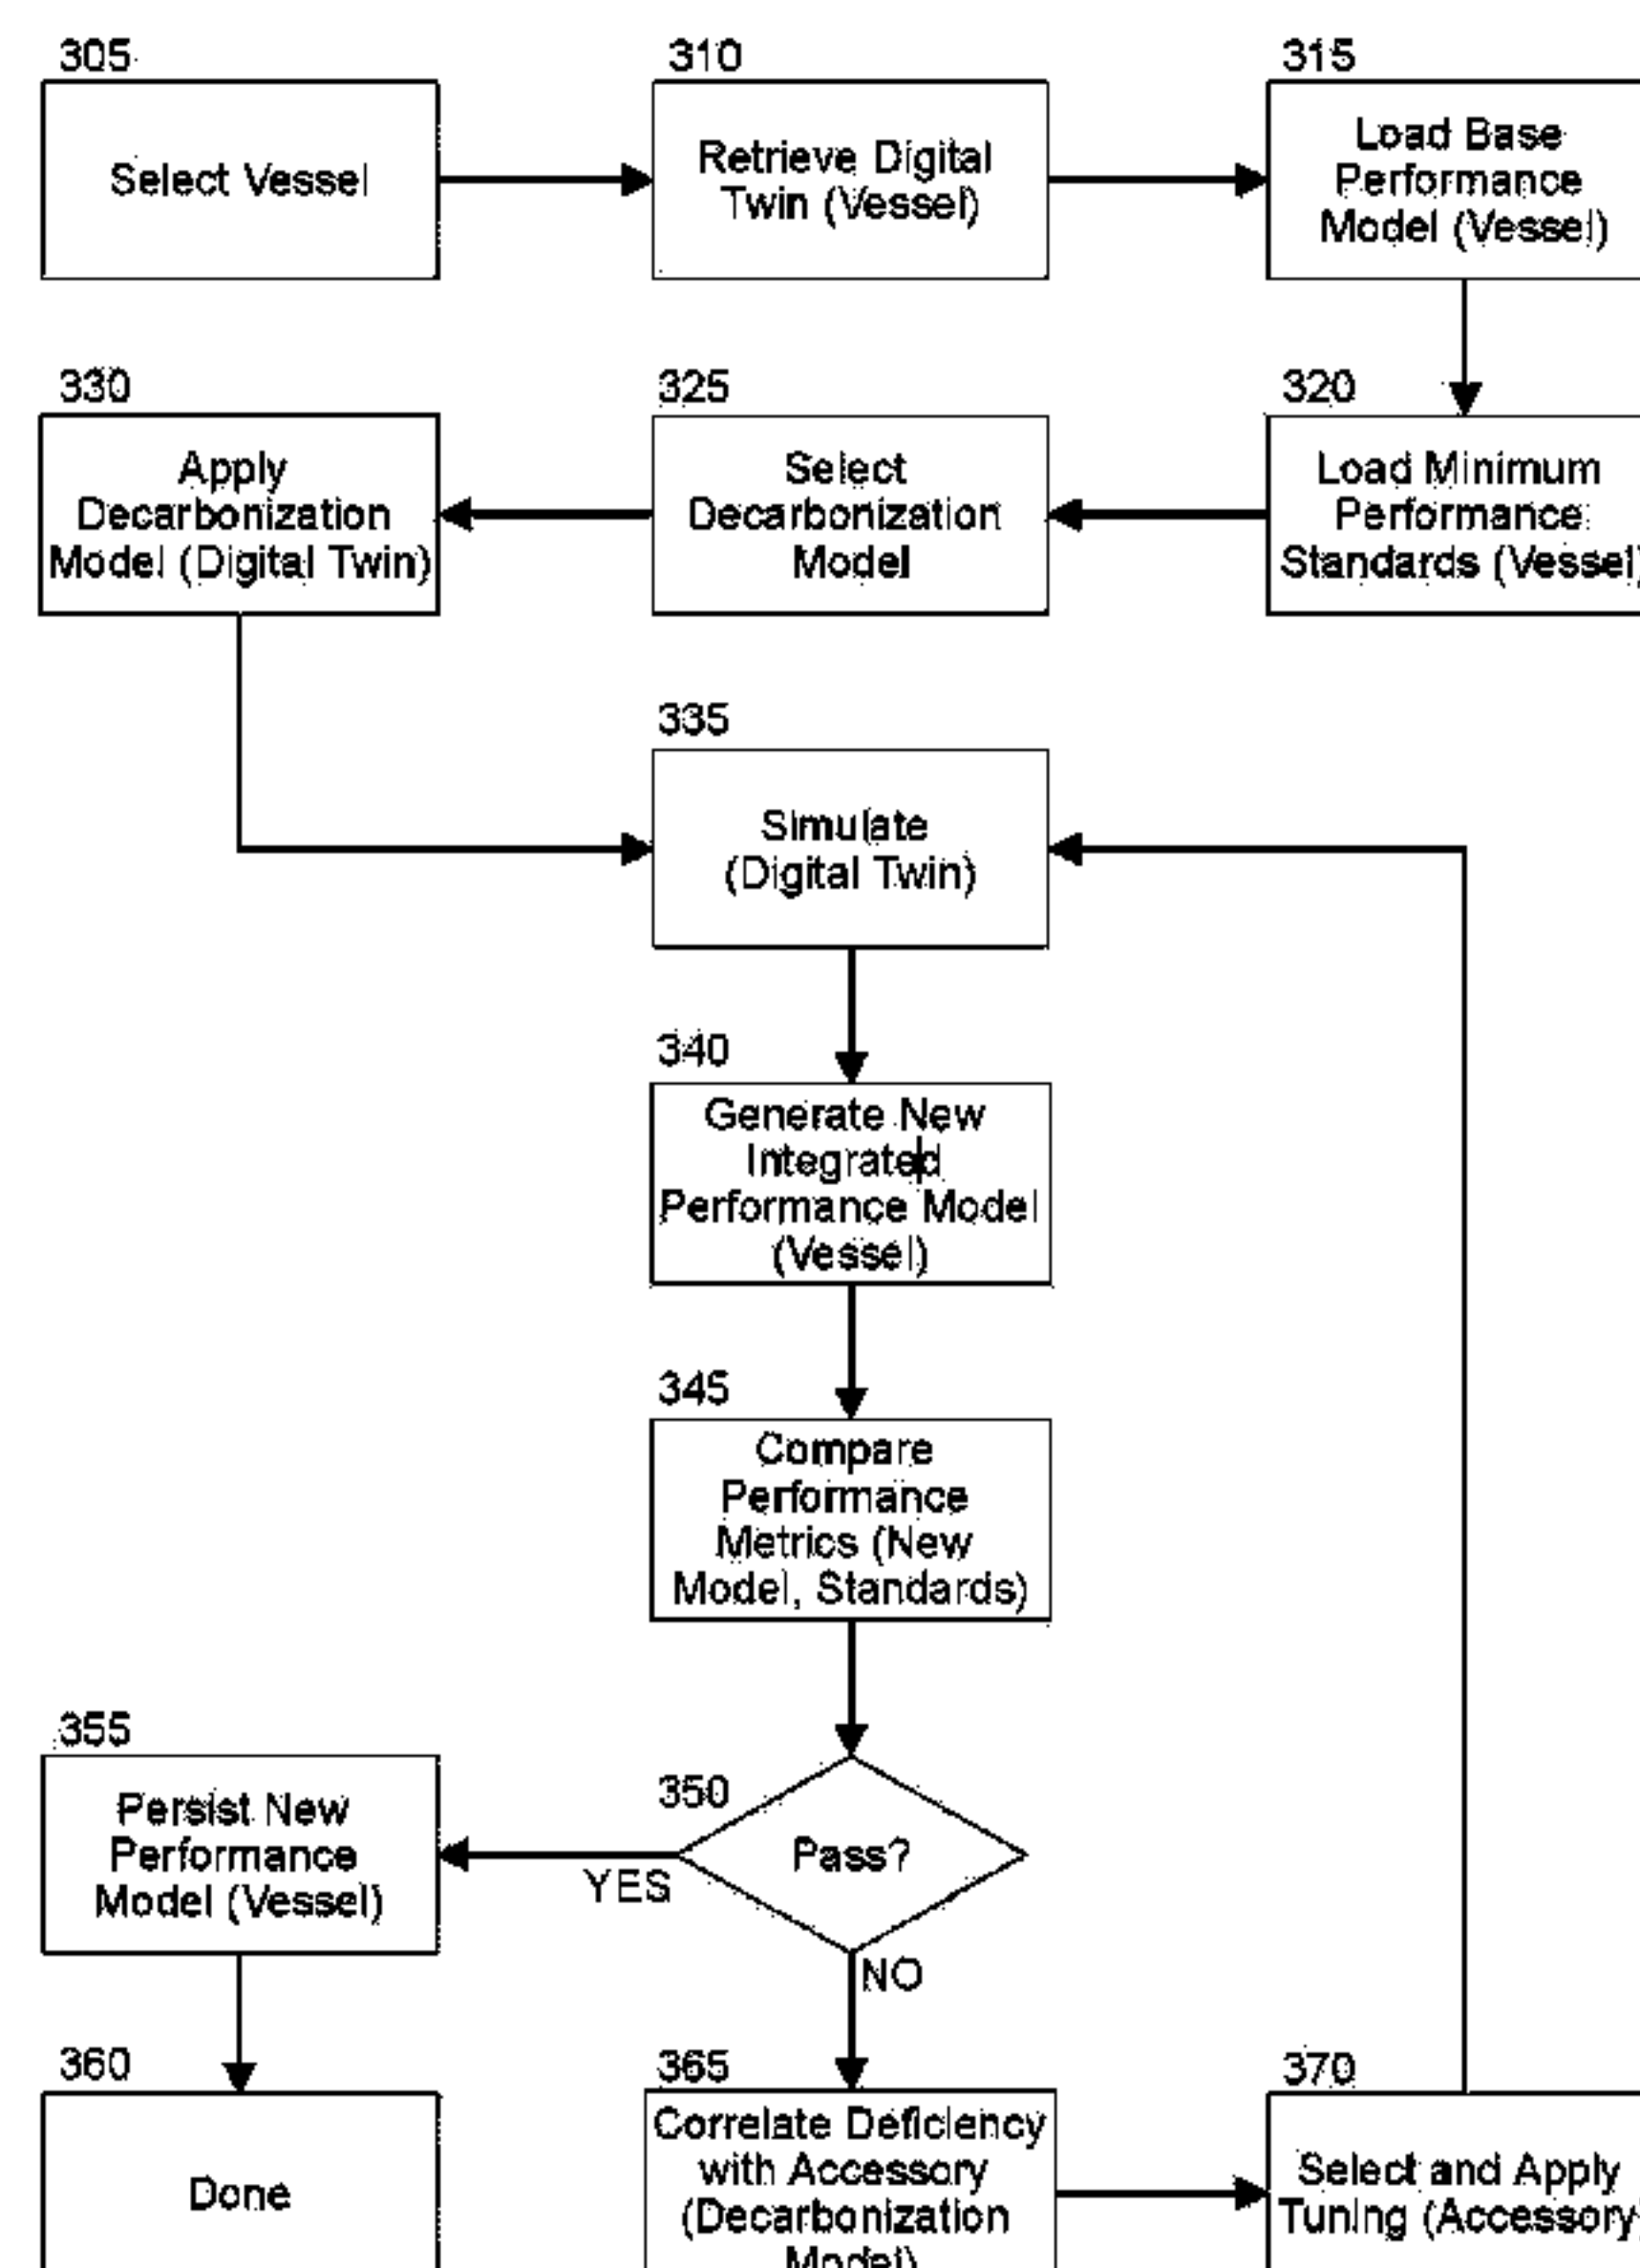 305
Select Vessel
310
Retrieve Digital
Twin (Vessel)
315
Load Base
Performance
Model (Vessel)
330
Apply
Decarbonization
Model (Digital Twin)
325
Select
Decarbonization
Model
320
Load Minimum
Performance
Standards (Vessel)
335
Simulate
(Digital Twin)
340
Generate New
Integrated
Performance Model
(Vessel)
345
Compare
Performance
Metrics (New
Model, Standards)
355
Persist New
Performance
Model (Vessel)
350
Pass?
YES
NO
360
Done
365
Correlate Deficiency
with Accessory
(Decarbonization
Model)
370
Select and Apply
Tuning (Accessory)